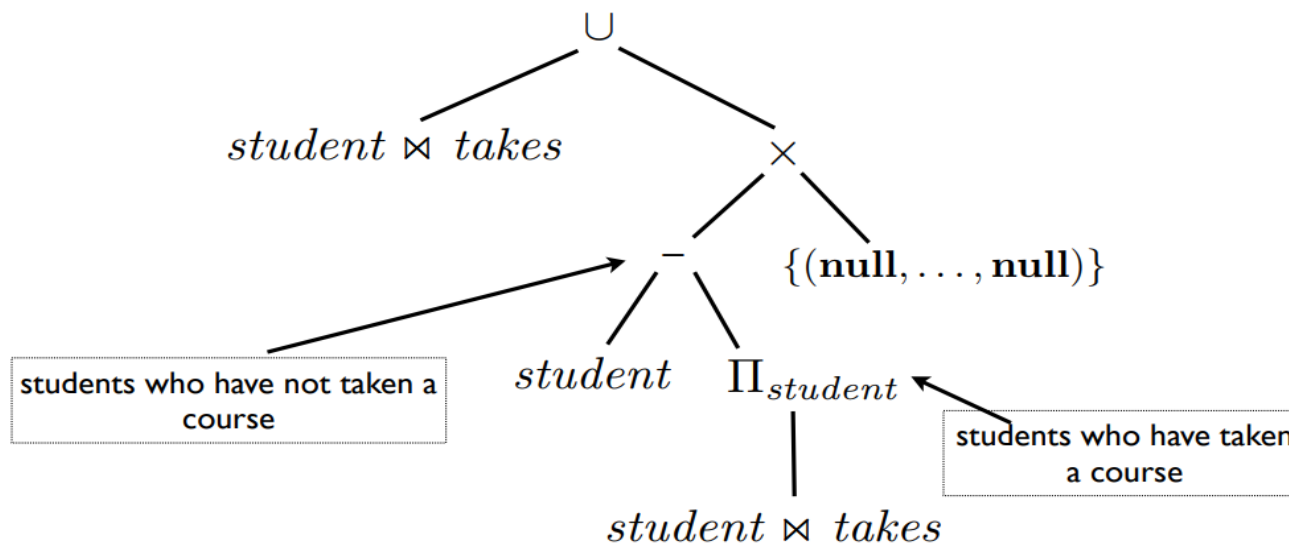 ∪
student ⋈ takes
×
−
{(null, . . . , null)}
students who have not taken a
course
student
Π_student
students who have taken
a course
student ⋈ takes